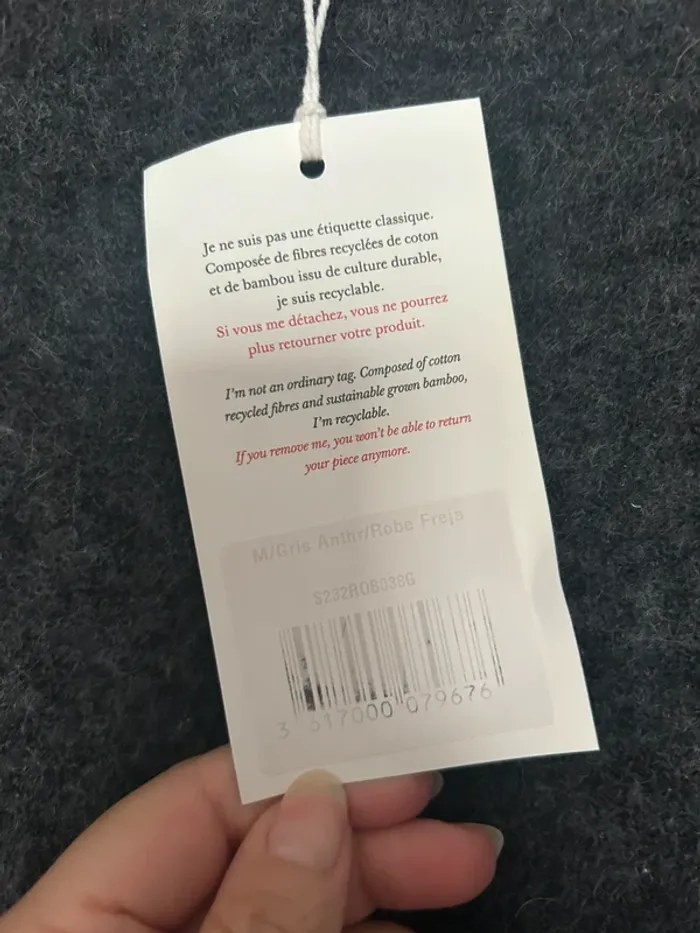 Je ne suis pas une étiquette classique.
Composée de fibres recyclées de coton
et de bambou issu de culture durable,
je suis recyclable.
Si vous me détachez, vous ne pourrez
plus retourner votre produit.
I'm not an ordinary tag. Composed of cotton
recycled fibres and sustainable grown bamboo,
I'm recyclable.
If you remove me, you won't be able to return
your piece anymore.
M/Gris Anthr/Robe Freja
S232ROB038G
3 617000 079676